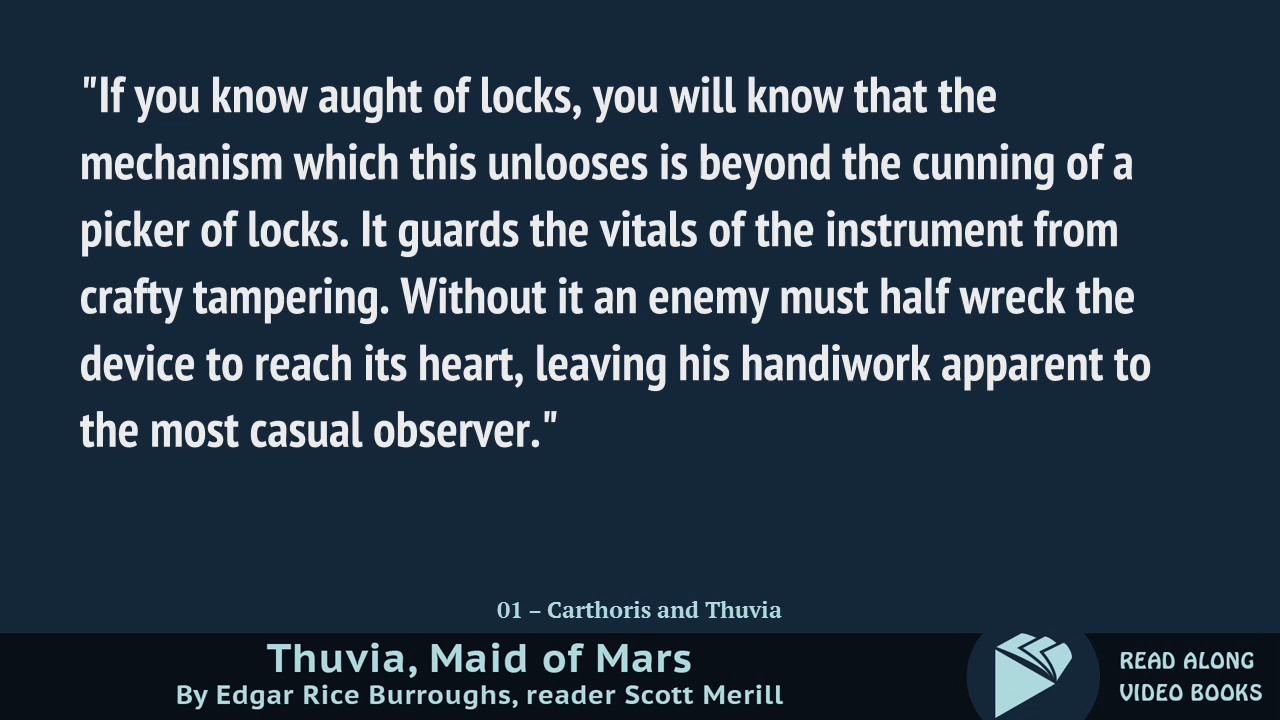 "If you know aught of locks, you will know that the
mechanism which this unlooses is beyond the cunning of a
picker of locks. It guards the vitals of the instrument from
crafty tampering. Without it an enemy must half wreck the
device to reach its heart, leaving his handiwork apparent to
the most casual observer."
01 – Carthoris and Thuvia
Thuvia, Maid of Mars
By Edgar Rice Burroughs, reader Scott Merill
READ ALONG
VIDEO BOOKS